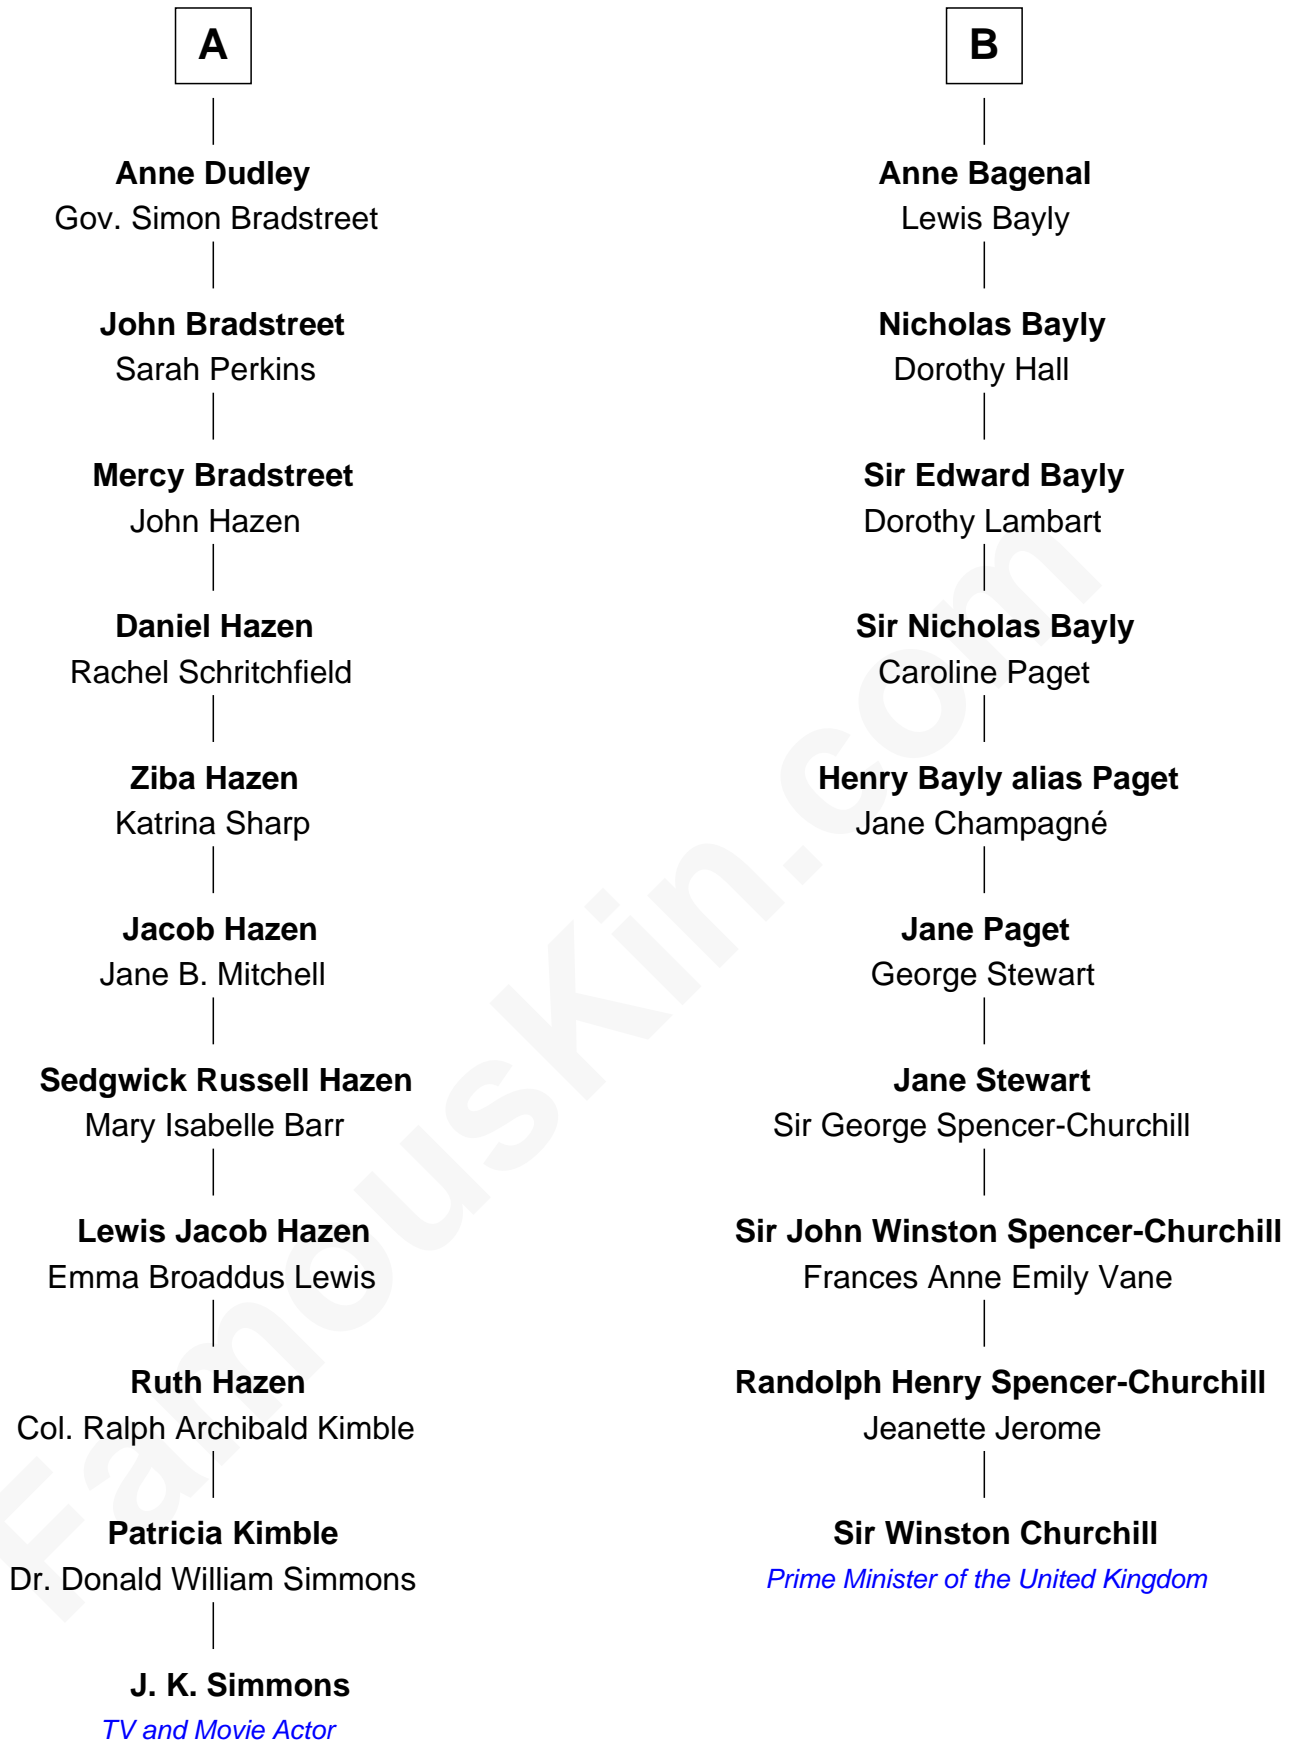 A
Anne Dudley
Gov. Simon Bradstreet
John Bradstreet
Sarah Perkins
Mercy Bradstreet
John Hazen
Daniel Hazen
Rachel Schritchfield
Ziba Hazen
Katrina Sharp
Jacob Hazen
Jane B. Mitchell
Sedgwick Russell Hazen
Mary Isabelle Barr
Lewis Jacob Hazen
Emma Broaddus Lewis
Ruth Hazen
Col. Ralph Archibald Kimble
Patricia Kimble
Dr. Donald William Simmons
J. K. Simmons
TV and Movie Actor
B
Anne Bagenal
Lewis Bayly
Nicholas Bayly
Dorothy Hall
Sir Edward Bayly
Dorothy Lambart
Sir Nicholas Bayly
Caroline Paget
Henry Bayly alias Paget
Jane Champagné
Jane Paget
George Stewart
Jane Stewart
Sir George Spencer-Churchill
Sir John Winston Spencer-Churchill
Frances Anne Emily Vane
Randolph Henry Spencer-Churchill
Jeanette Jerome
Sir Winston Churchill
Prime Minister of the United Kingdom
FamousKin.com